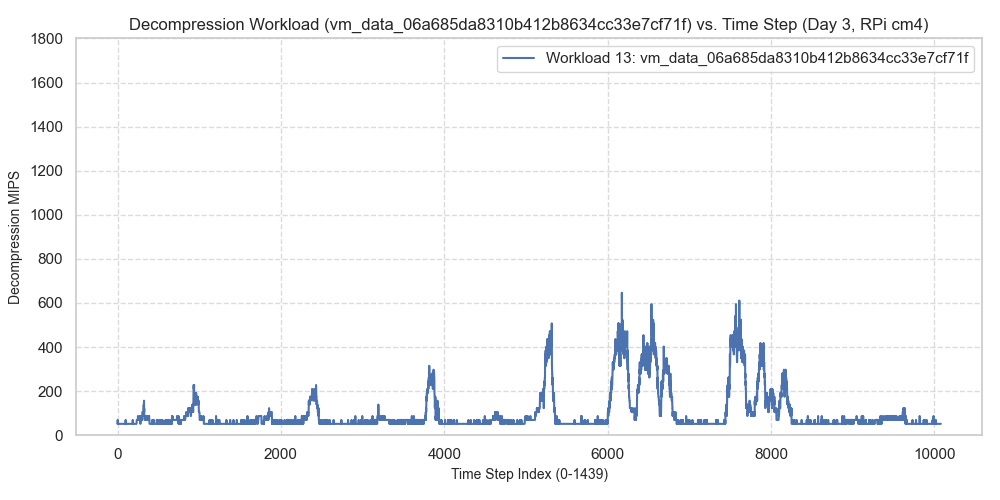 Decompression Workload (vm_data_06a685da8310b412b8634cc33e7cf71f) vs. Time Step (Day 3, RPi cm4)
Workload 13: vm_data_06a685da8310b412b8634cc33e7cf71f
Decompression MIPS
1800
1600
1400
1200
1000
800
600
400
200
0
0 2000 4000 6000 8000 10000
Time Step Index (0-1439)